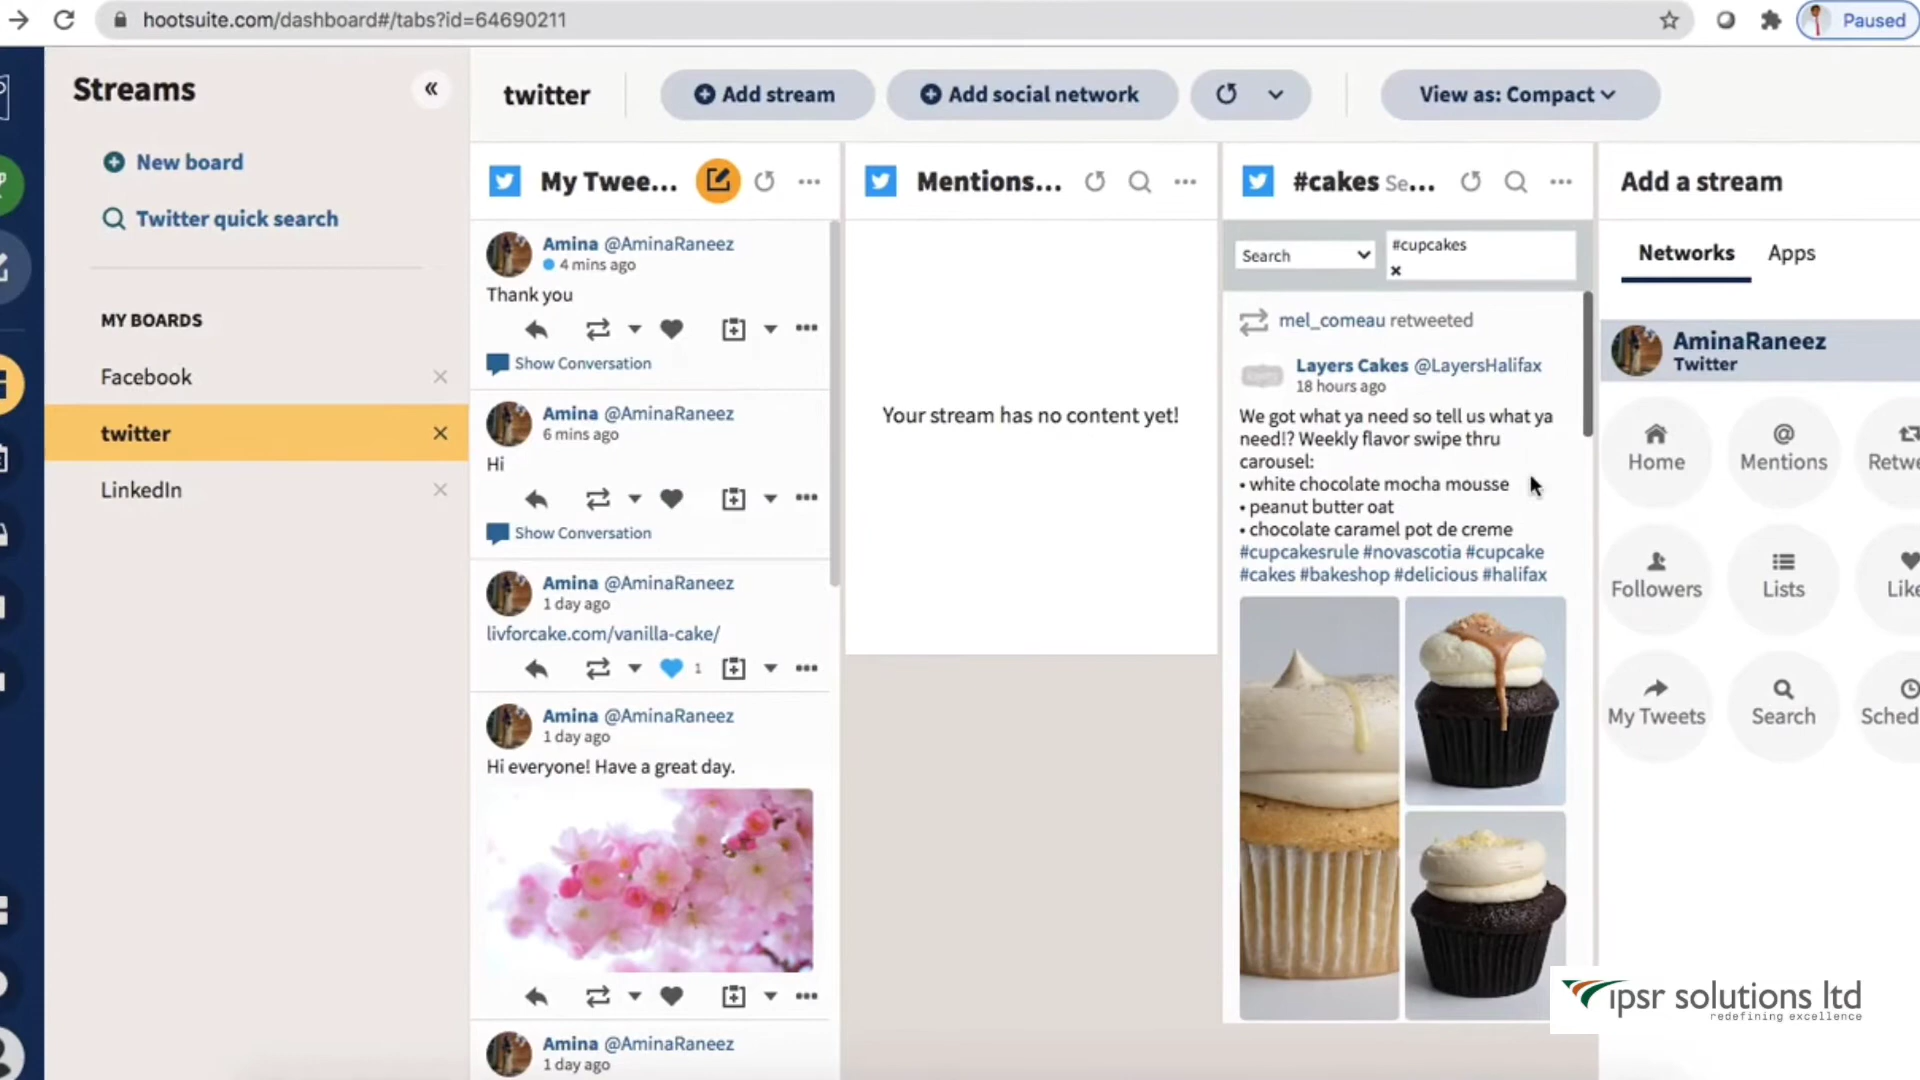 hootsuite.com/dashboard#/tabs?id=64690211
Paused
Streams
«
New board
Twitter quick search
MY BOARDS
Facebook
twitter
LinkedIn
twitter
Add stream
Add social network
View as: Compact
My Twee...
Amina @AminaRaneez
4 mins ago
Thank you
Show Conversation
Amina @AminaRaneez
6 mins ago
Hi
Show Conversation
Amina @AminaRaneez
1 day ago
livforcake.com/vanilla-cake/
1
Amina @AminaRaneez
1 day ago
Hi everyone! Have a great day.
Amina @AminaRaneez
1 day ago
Mentions...
Your stream has no content yet!
#cakes Se...
Search
#cupcakes
mel_comeau retweeted
Layers Cakes @LayersHalifax
18 hours ago
We got what ya need so tell us what ya
need!? Weekly flavor swipe thru
carousel:
• white chocolate mocha mousse
• peanut butter oat
• chocolate caramel pot de creme
#cupcakesrule #novascotia #cupcake
#cakes #bakeshop #delicious #halifax
Add a stream
Networks
Apps
AminaRaneez
Twitter
Home
Mentions
Retwe
Followers
Lists
Like
My Tweets
Search
Sched
ipsr solutions ltd
redefining excellence